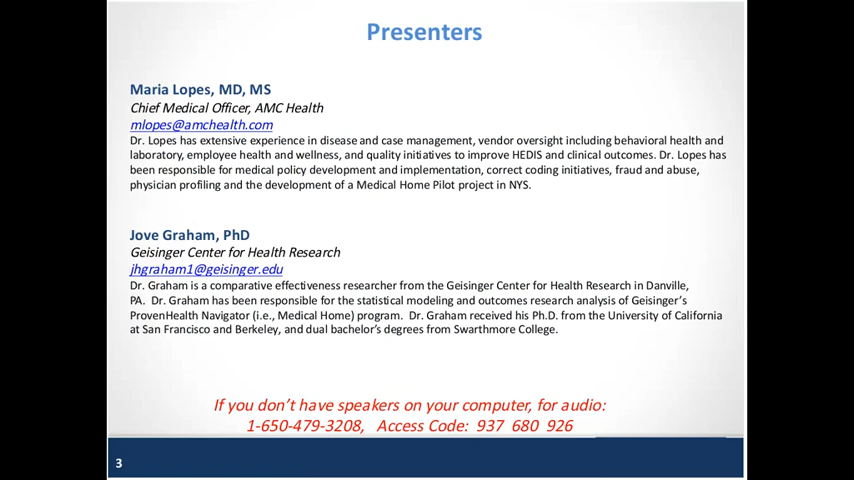 Presenters
Maria Lopes, MD, MS
Chief Medical Officer, AMC Health
mlopes@amchealth.com
Dr. Lopes has extensive experience in disease and case management, vendor oversight including behavioral health and
laboratory, employee health and wellness, and quality initiatives to improve HEDIS and clinical outcomes. Dr. Lopes has
been responsible for medical policy development and implementation, correct coding initiatives, fraud and abuse,
physician profiling and the development of a Medical Home Pilot project in NYS.
Jove Graham, PhD
Geisinger Center for Health Research
jhgraham1@geisinger.edu
Dr. Graham is a comparative effectiveness researcher from the Geisinger Center for Health Research in Danville,
PA. Dr. Graham has been responsible for the statistical modeling and outcomes research analysis of Geisinger’s
ProvenHealth Navigator (i.e., Medical Home) program. Dr. Graham received his Ph.D. from the University of California
at San Francisco and Berkeley, and dual bachelor’s degrees from Swarthmore College.
If you don’t have speakers on your computer, for audio:
1-650-479-3208, Access Code: 937 680 926
3